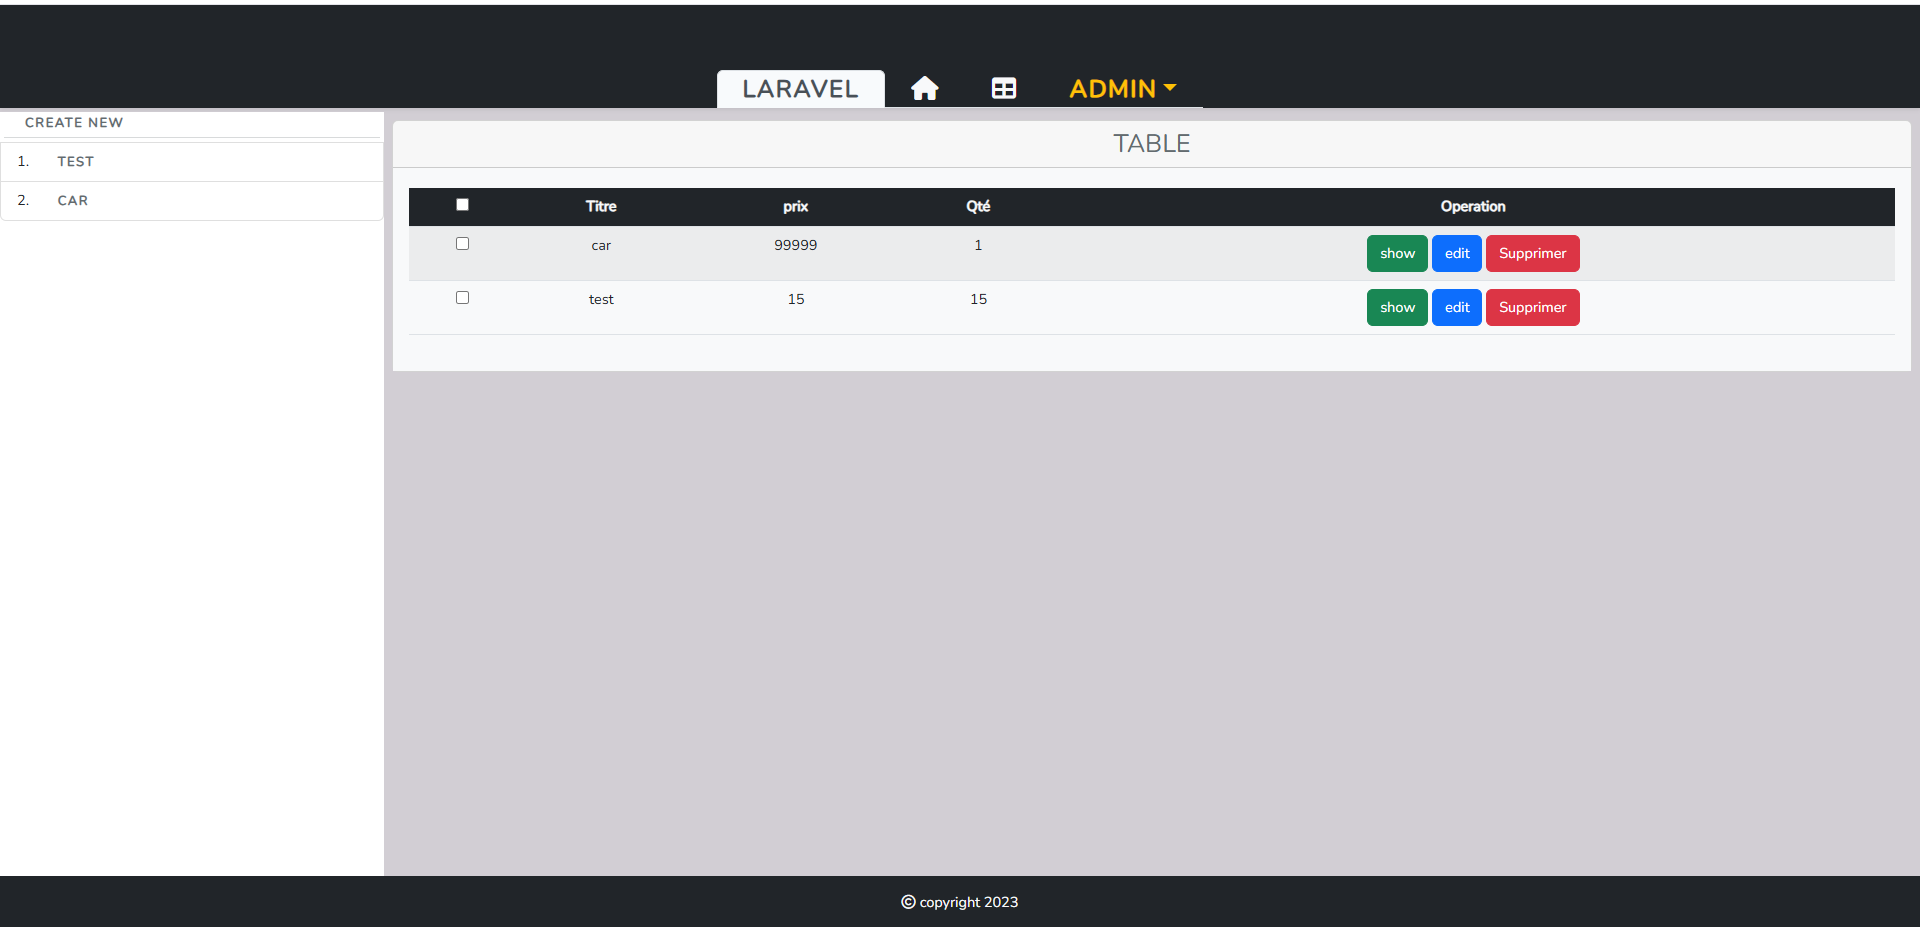 LARAVEL ADMIN
CREATE NEW
1. TEST
2. CAR
TABLE
Titre prix Qté Operation
car 99999 1 show edit Supprimer
test 15 15 show edit Supprimer
© copyright 2023